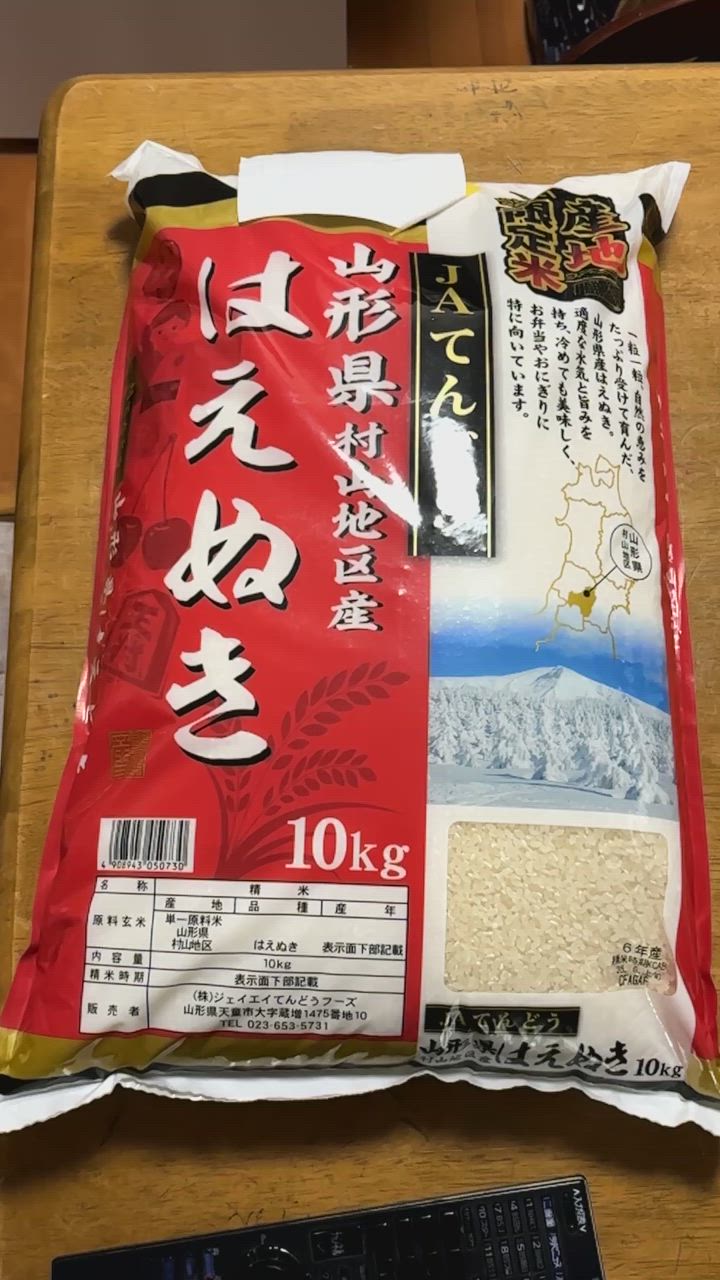 産地
限定米
一粒一粒、自然の恵みを
たっぷり受けて育んだ、
山形県産はえぬき。
適度な水気と旨みを
持ち、冷めても美味しく、
お弁当やおにぎりに
特に向いています。
JAてん
山形県村山地区産
はえぬき
山形県
村山地区
10kg
4 908943 050730
名称 精米
産地 品種 産年
原料玄米
単一原料米
山形県
村山地区 はえぬき 表示面下部記載
内容量 10kg
精米時期 表示面下部記載
販売者
(株)ジェイエイてんどうフーズ
山形県天童市大字蔵増1475番地10
TEL 023-653-5731
6年産
JAてんどう
山形県
村山地区産
はえぬき 10kg